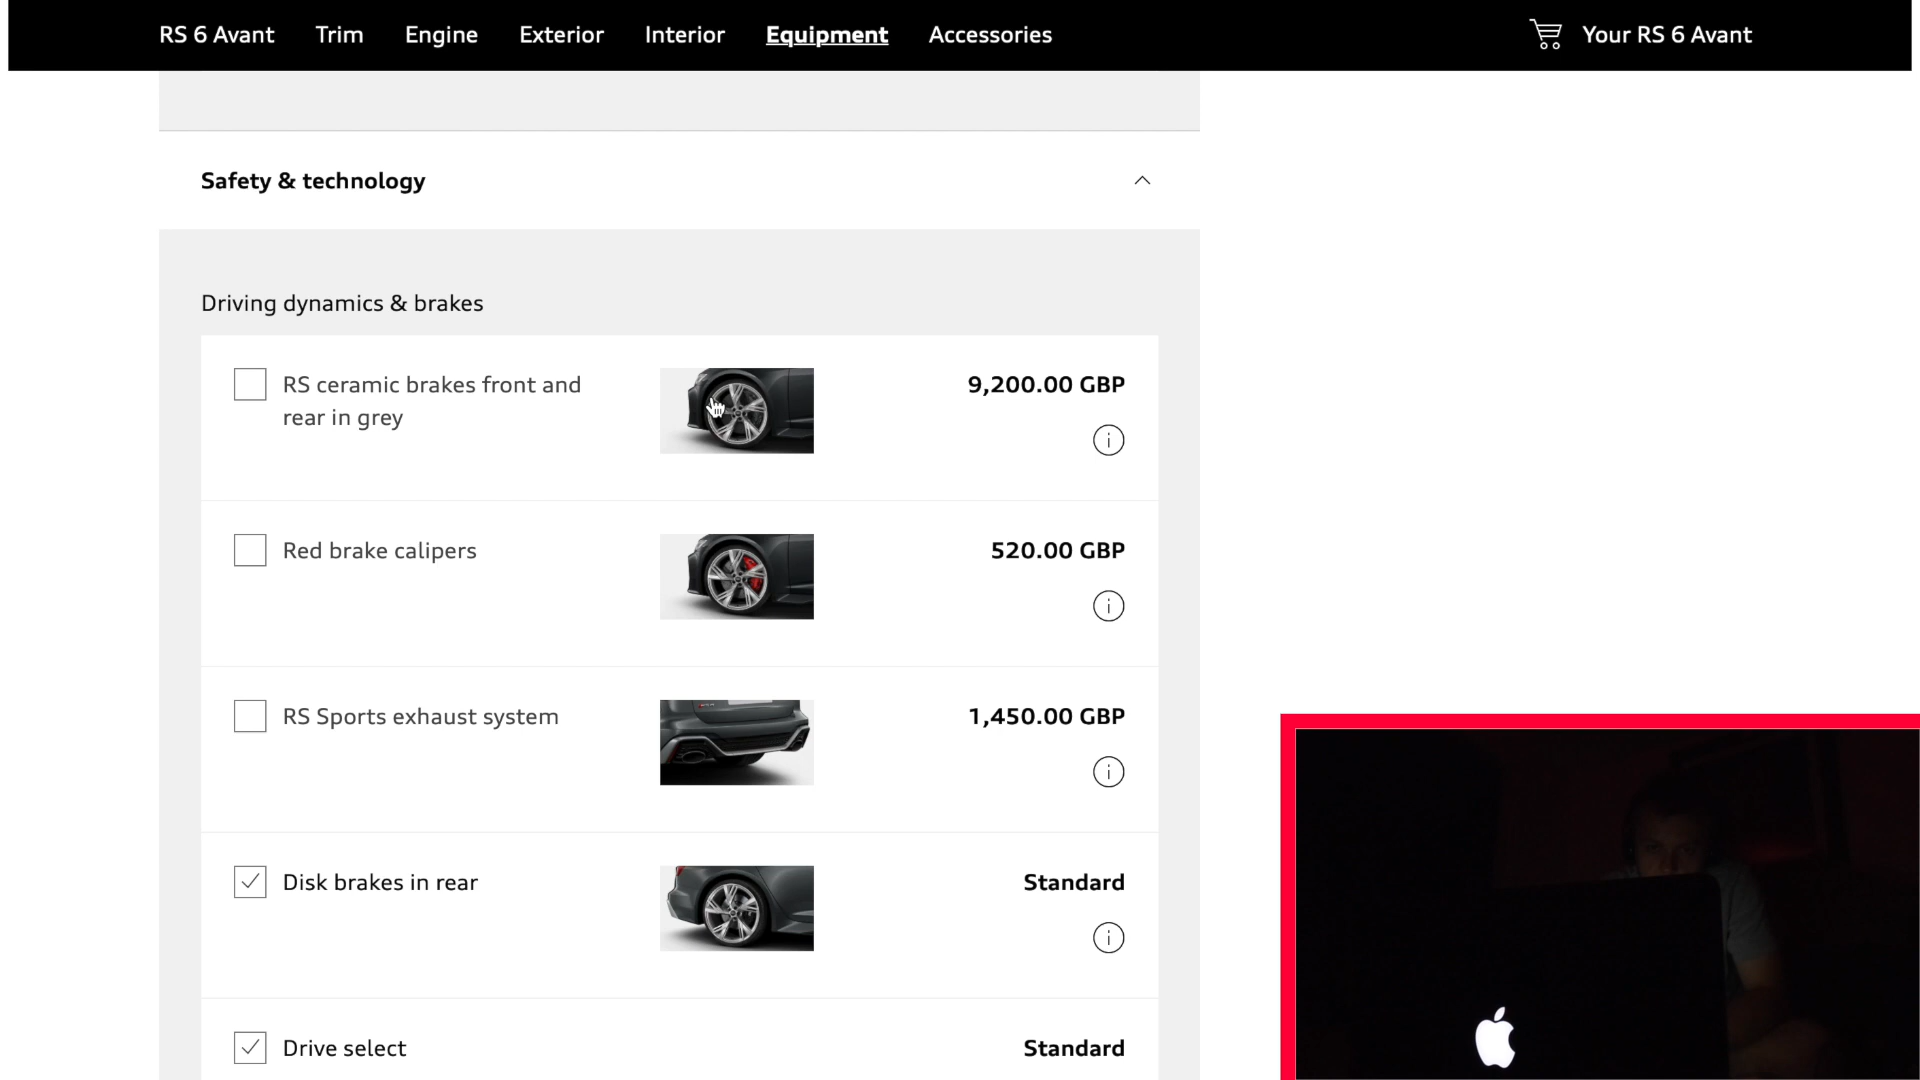 RS 6 Avant Trim Engine Exterior Interior Equipment Accessories Your RS 6 Avant
Safety & technology
Driving dynamics & brakes
RS ceramic brakes front and
rear in grey
9,200.00 GBP
Red brake calipers
520.00 GBP
RS Sports exhaust system
1,450.00 GBP
Disk brakes in rear
Standard
Drive select
Standard